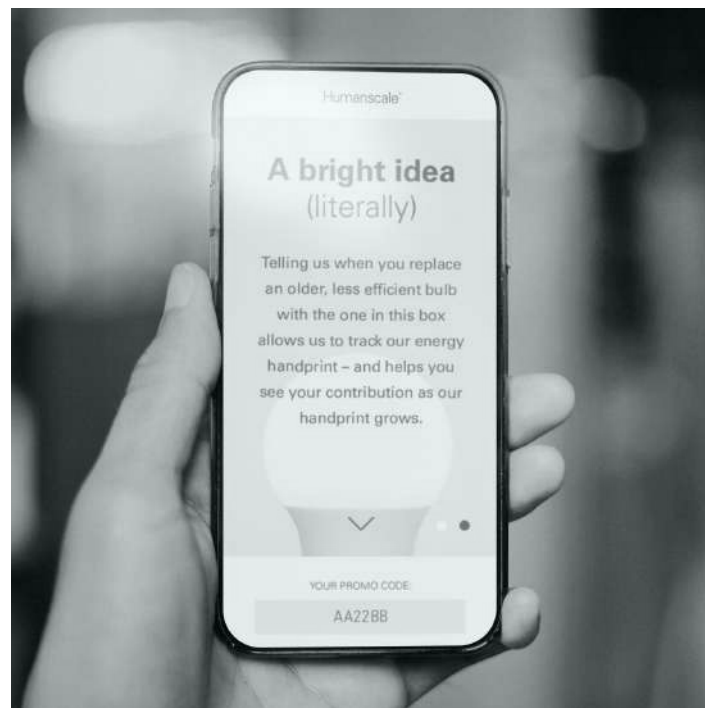 Humanscale™
A bright idea
(literally)
Telling us when you replace
an older, less efficient bulb
with the one in this box
allows us to track our energy
handprint – and helps you
see your contribution as our
handprint grows.
YOUR PROMO CODE:
AA22BB